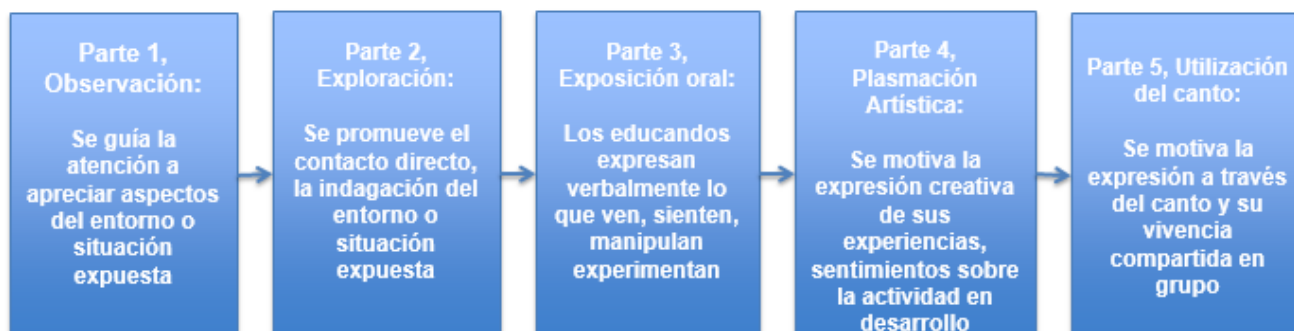 Parte 1,
Observación:
Se guía la
atención a
apreciar aspectos
del entorno o
situación
expuesta
Parte 2,
Exploración:
Se promueve el
contacto directo,
la indagación del
entorno o
situación
expuesta
Parte 3,
Exposición oral:
Los educandos
expresan
verbalmente lo
que ven, sienten,
manipulan
experimentan
Parte 4,
Plasmación
Artística:
Se motiva la
expresión creativa
de sus
experiencias,
sentimientos sobre
la actividad en
desarrollo
Parte 5, Utilización
del canto:
Se motiva la
expresión a través
del canto y su
vivencia
compartida en
grupo